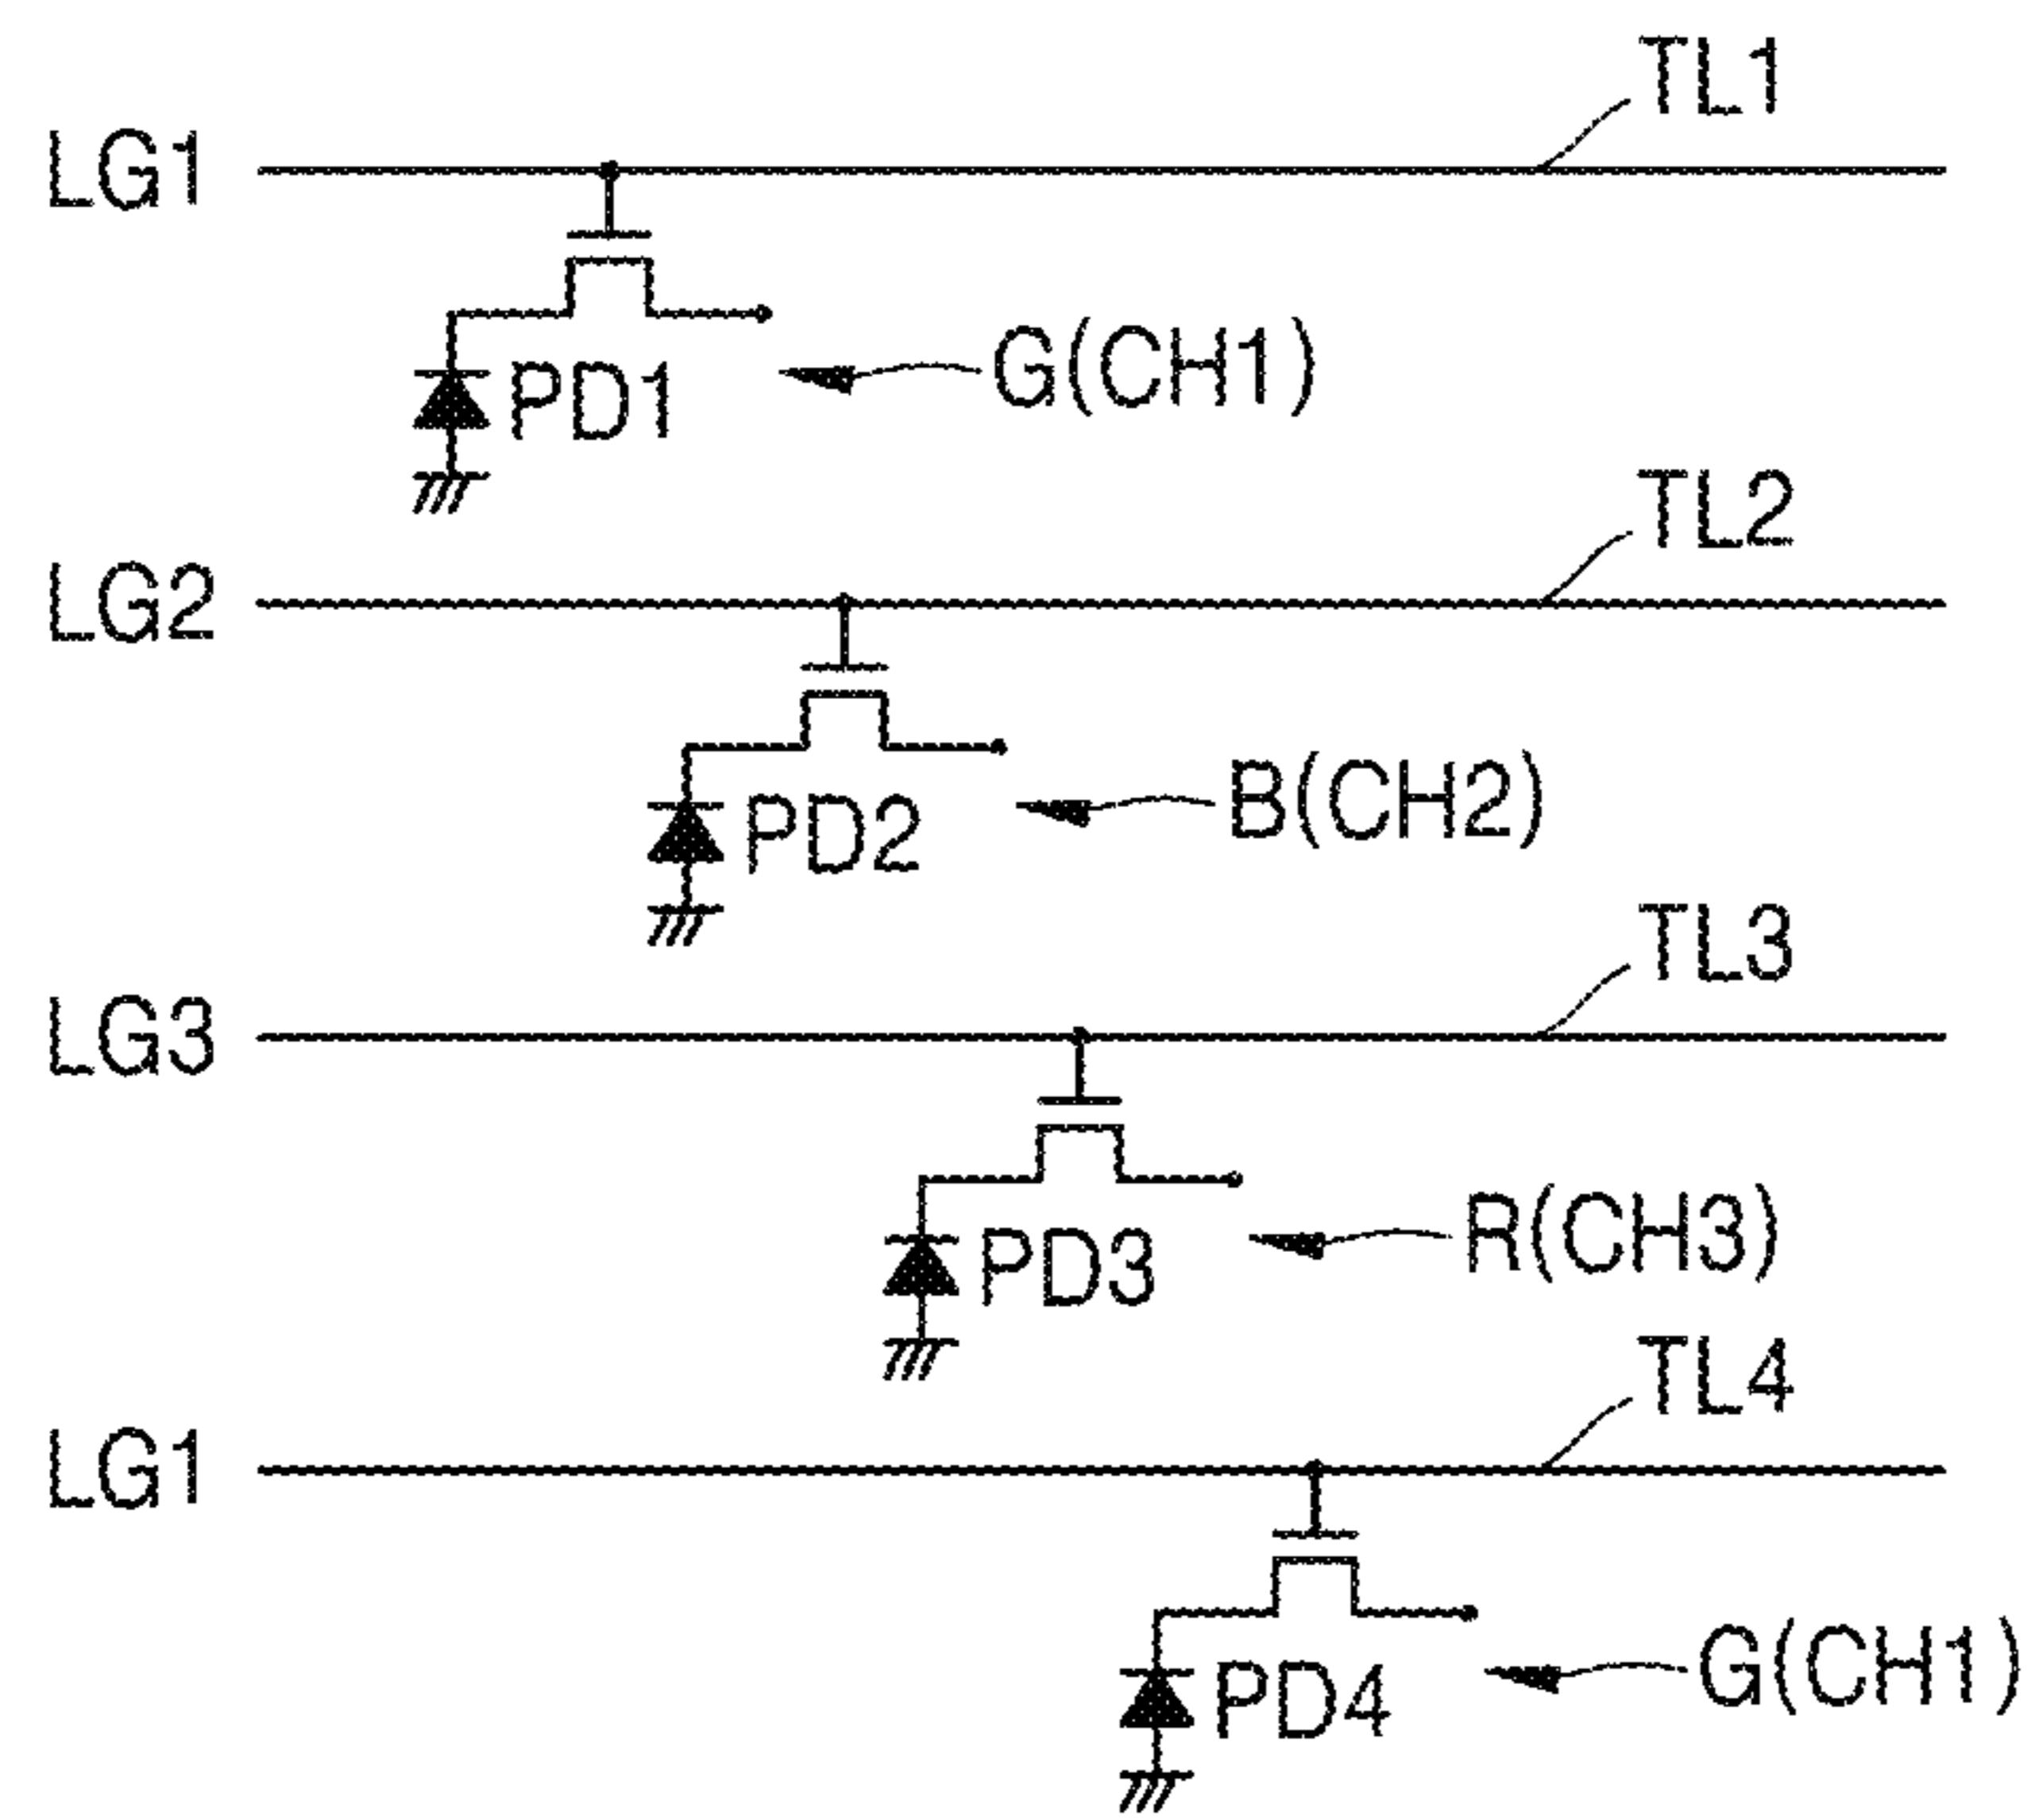 TL1
LG1
G(CH1)
PD1
TL2
LG2
B(CH2)
PD2
TL3
LG3
R(CH3)
PD3
TL4
LG1
G(CH1)
PD4